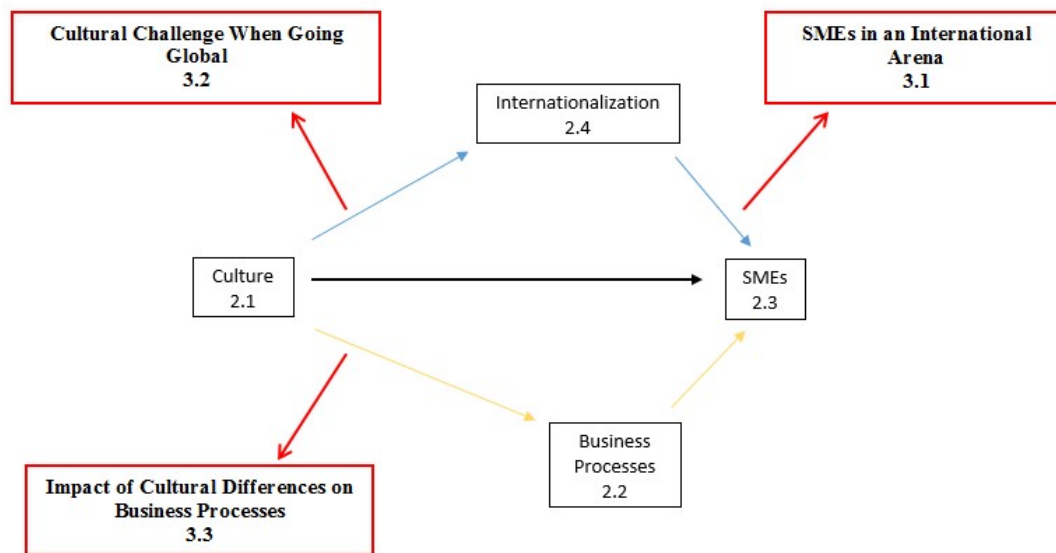 Cultural Challenge When Going
Global
3.2
SMEs in an International
Arena
3.1
Internationalization
2.4
Culture
2.1
SMEs
2.3
Business
Processes
2.2
Impact of Cultural Differences on
Business Processes
3.3